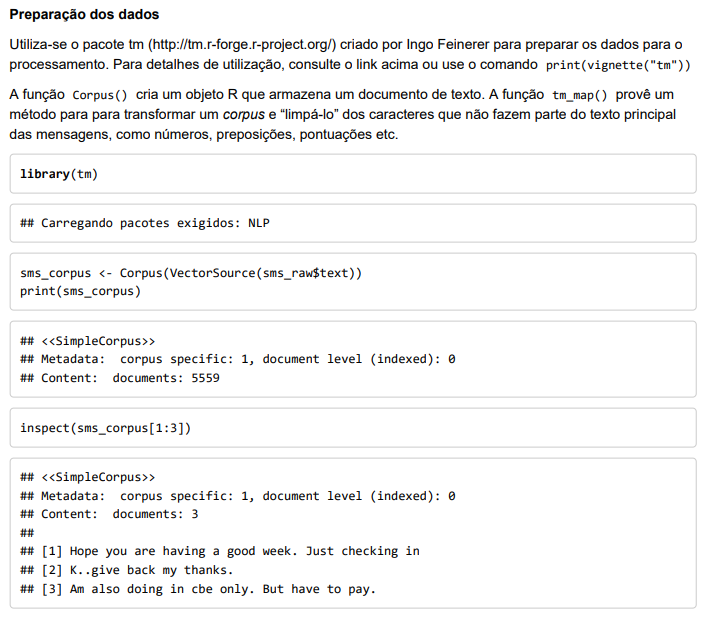 Preparação dos dados
Utiliza-se o pacote tm (http://tm.r-forge.r-project.org/) criado por Ingo Feinerer para preparar os dados para o
processamento. Para detalhes de utilização, consulte o link acima ou use o comando print(vignette("tm"))
A função Corpus() cria um objeto R que armazena um documento de texto. A função tm_map() provê um
método para para transformar um corpus e “limpá-lo” dos caracteres que não fazem parte do texto principal
das mensagens, como números, preposições, pontuações etc.
library(tm)
## Carregando pacotes exigidos: NLP
sms_corpus <- Corpus(VectorSource(sms_raw$text))
print(sms_corpus)
## <<SimpleCorpus>>
## Metadata:  corpus specific: 1, document level (indexed): 0
## Content:  documents: 5559
inspect(sms_corpus[1:3])
## <<SimpleCorpus>>
## Metadata:  corpus specific: 1, document level (indexed): 0
## Content:  documents: 3
##
## [1] Hope you are having a good week. Just checking in
## [2] K..give back my thanks.
## [3] Am also doing in cbe only. But have to pay.